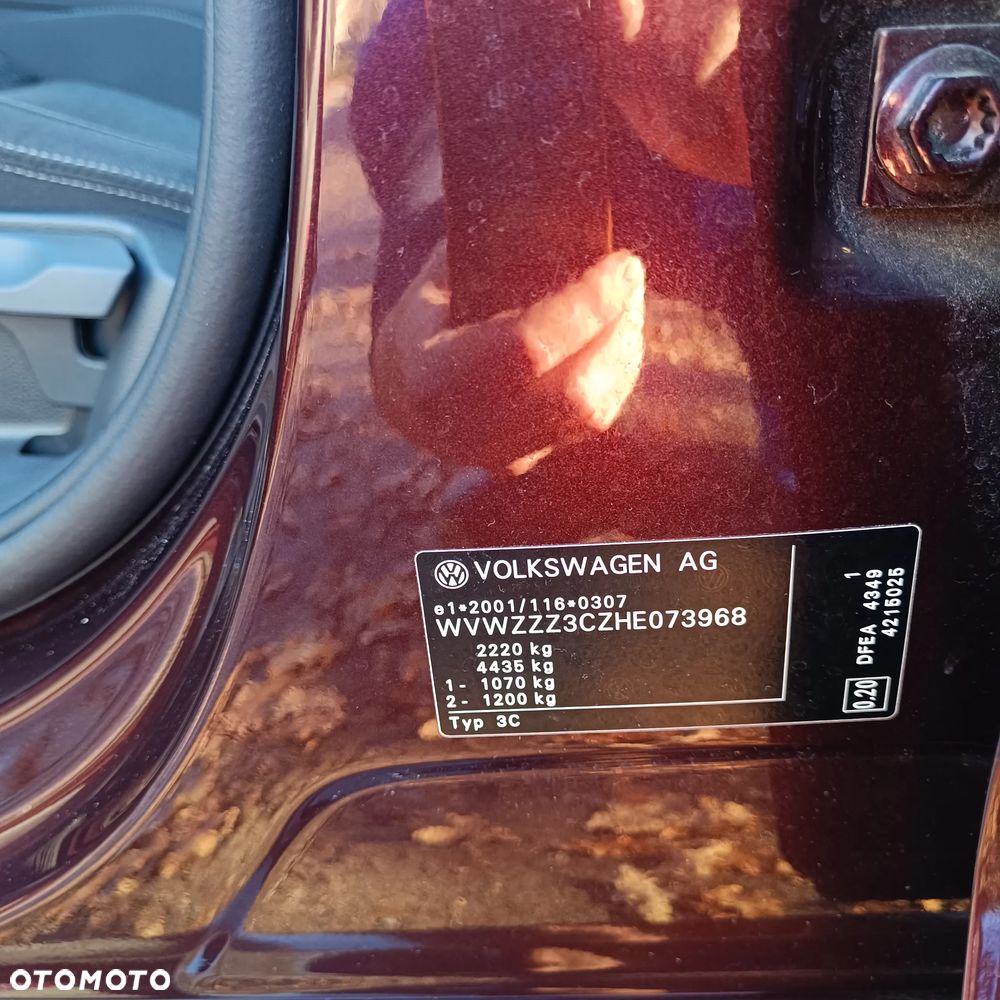 VOLKSWAGEN AG
e1*2001/116*0307
WVWZZZ3CZHE073968
2220 kg
4435 kg
1- 1070 kg
2- 1200 kg
Typ 3C
1
DFEA 4349
4215025
0,20
OTOMOTO